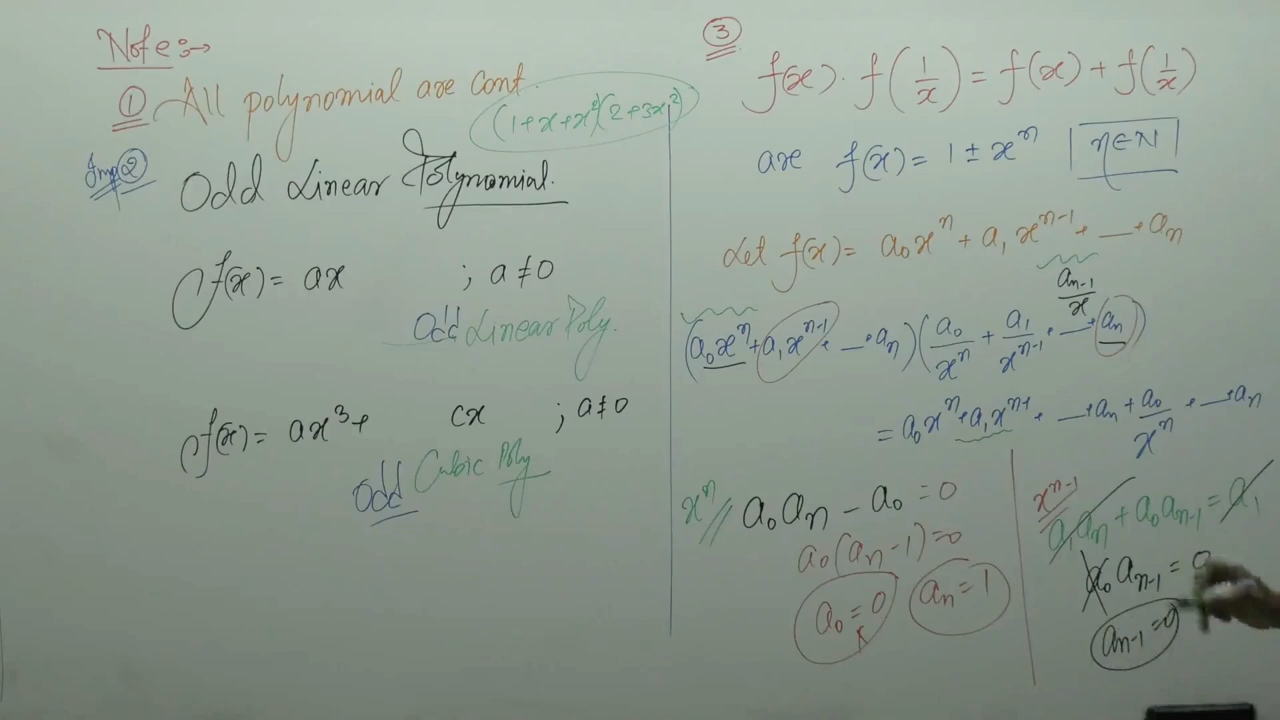 Note:→
① All polynomial are cont.
(1+x+x²)(2+3x²)
Imp ② Odd Linear Polynomial.
f(x) = ax ; a ≠ 0
Odd Linear Poly.
f(x) = ax³ + cx ; a ≠ 0
Odd Cubic Poly
③ f(x) · f(1/x) = f(x) + f(1/x)
are f(x) = 1 ± xⁿ n ∈ N
Let f(x) = a₀xⁿ + a₁xⁿ⁻¹ + — + aₙ
aₙ₋₁/x
(a₀xⁿ + a₁xⁿ⁻¹ + — + aₙ)(a₀/xⁿ + a₁/xⁿ⁻¹ + — + aₙ)
= a₀xⁿ + a₁xⁿ⁻¹ + — + aₙ + a₀/xⁿ + — + aₙ
xⁿ // a₀aₙ − a₀ = 0
a₀(aₙ − 1) = 0
a₀ = 0 aₙ = 1
xⁿ⁻¹
a₁aₙ + a₀aₙ₋₁ = a₁
a₀aₙ₋₁ = 0
aₙ₋₁ = 0